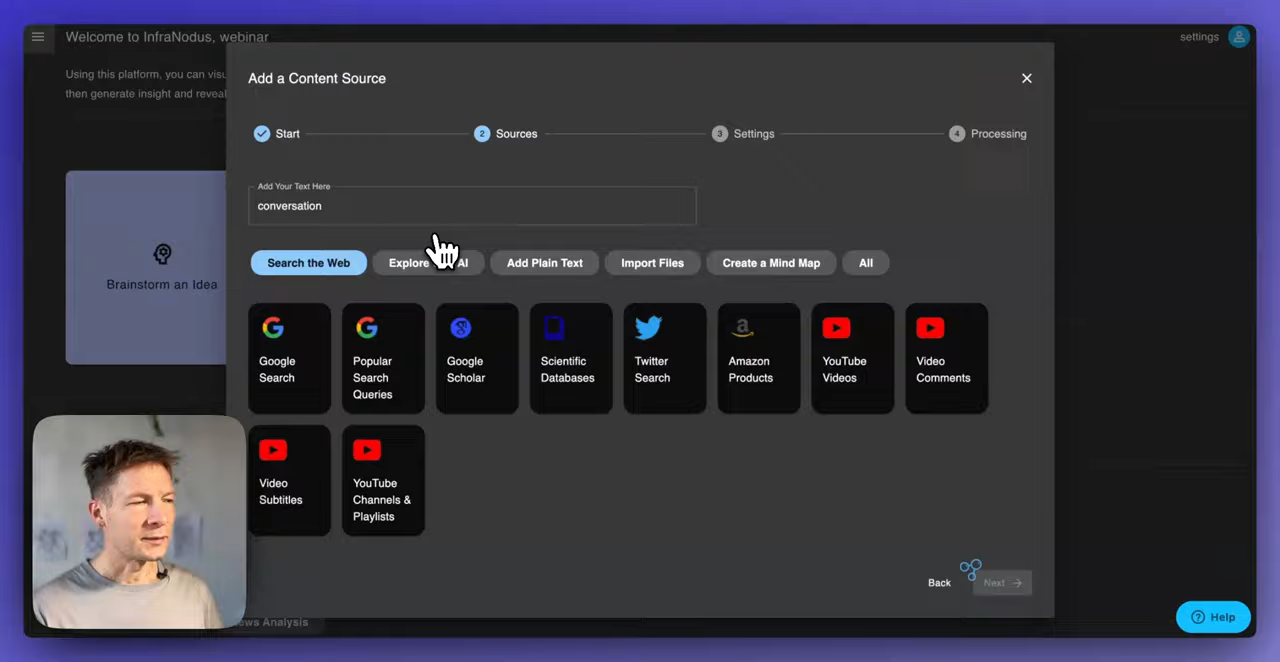 Welcome to InfraNodus, webinar
settings
Using this platform, you can visu
then generate insight and reveal
Add a Content Source
Start
2
Sources
3
Settings
4
Processing
Add Your Text Here
conversation
Search the Web
Explore
AI
Add Plain Text
Import Files
Create a Mind Map
All
Brainstorm an Idea
Google
Search
Popular
Search
Queries
Google
Scholar
Scientific
Databases
Twitter
Search
Amazon
Products
YouTube
Videos
Video
Comments
Video
Subtitles
YouTube
Channels &
Playlists
Back
Next
ews Analysis
Help